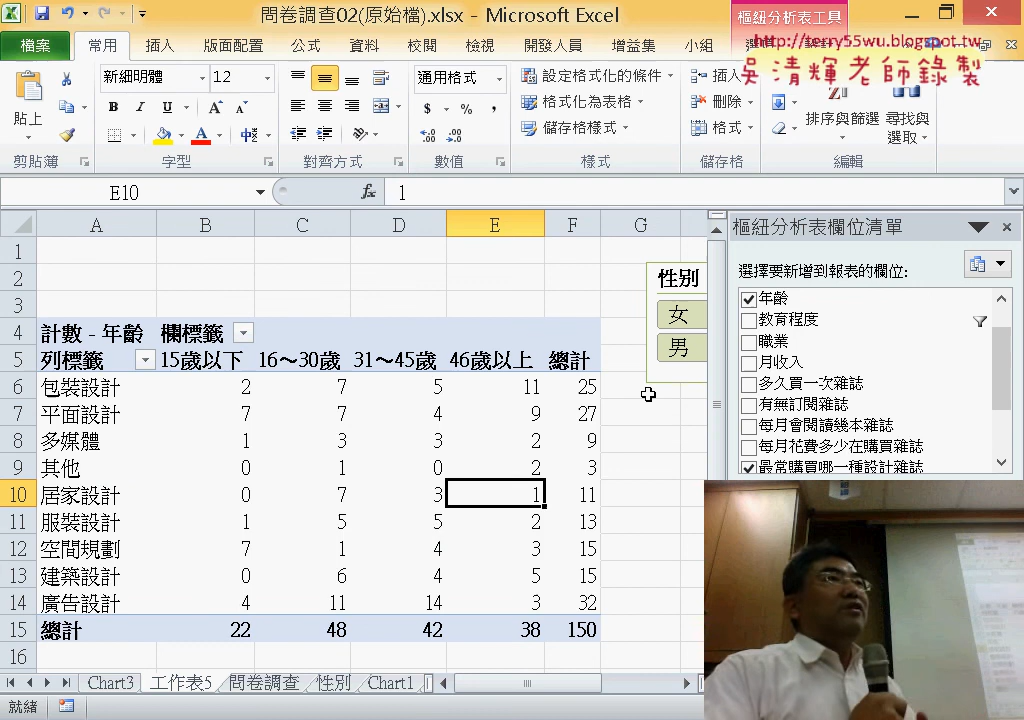 問卷調查02(原始檔).xlsx - Microsoft Excel
樞紐分析表工具
http://terry55wu.blogspot.tw
吳清輝老師錄製
檔案 常用 插入 版面配置 公式 資料 校閱 檢視 開發人員 增益集 小組
新細明體 12
通用格式
設定格式化的條件
格式化為表格
儲存格樣式
插入
刪除
格式
貼上
B I U
$ % ,
排序與篩選 尋找與
選取
剪貼簿 字型 對齊方式 數值 樣式 儲存格 編輯
E10 fx 1
A B C D E F G
樞紐分析表欄位清單
選擇要新增到報表的欄位:
年齡
教育程度
職業
月收入
多久買一次雜誌
有無訂閱雜誌
每月會閱讀幾本雜誌
每月花費多少在購買雜誌
最常購買哪一種設計雜誌
性別
女
男
1
2
3
4 計數 - 年齡 欄標籤
5 列標籤 15歲以下 16～30歲 31～45歲 46歲以上 總計
6 包裝設計 2 7 5 11 25
7 平面設計 7 7 4 9 27
8 多媒體 1 3 3 2 9
9 其他 0 1 0 2 3
10 居家設計 0 7 3 1 11
11 服裝設計 1 5 5 2 13
12 空間規劃 7 1 4 3 15
13 建築設計 0 6 4 5 15
14 廣告設計 4 11 14 3 32
15 總計 22 48 42 38 150
16
Chart3 工作表5 問卷調查 性別 Chart1
就緒